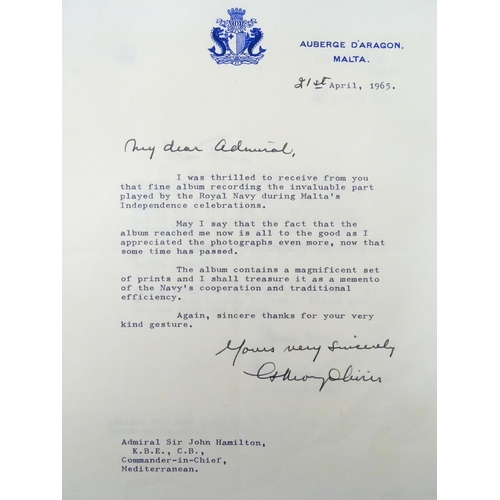 AUBERGE D'ARAGON,
MALTA.
21st April, 1965.
My dear Admiral,
I was thrilled to receive from you
that fine album recording the invaluable part
played by the Royal Navy during Malta's
Independence celebrations.
May I say that the fact that the
album reached me now is all to the good as I
appreciated the photographs even more, now that
some time has passed.
The album contains a magnificent set
of prints and I shall treasure it as a memento
of the Navy's cooperation and traditional
efficiency.
Again, sincere thanks for your very
kind gesture.
Yours very sincerely
Admiral Sir John Hamilton,
K.B.E., C.B.,
Commander-in-Chief,
Mediterranean.